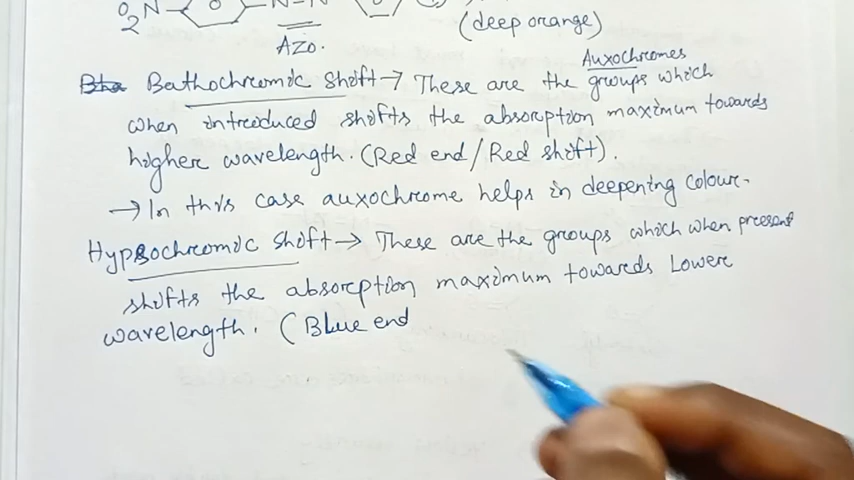 O₂N N N
(deep orange)
Azo.
Auxochromes
Bathochromic shift → These are the groups which
when introduced shifts the absorption maximum towards
higher wavelength. (Red end / Red shift).
→ In this case auxochrome helps in deepening colour.
Hypsochromic shift → These are the groups which when present
shifts the absorption maximum towards Lower
wavelength. (Blue end